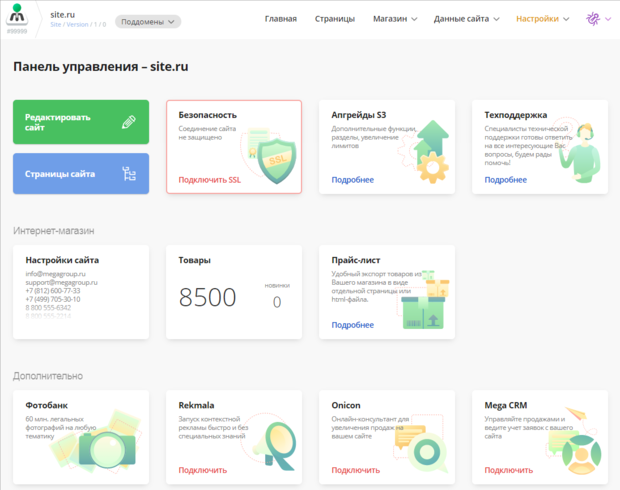 site.ru
Site / Version / 1 / 0
#99999
Поддомены
Главная
Страницы
Магазин
Данные сайта
Настройки
Панель управления – site.ru
Редактировать
сайт
Страницы сайта
Безопасность
Соединение сайта
не защищено
SSL
Подключить SSL
Апгрейды S3
Дополнительные функции,
разделы, увеличение
лимитов
Подробнее
Техподдержка
Специалисты технической
поддержки готовы ответить
на все интересующие Вас
вопросы, будем рады
помочь!
Подробнее
Интернет-магазин
Настройки сайта
info@megagroup.ru
support@megagroup.ru
+7 (812) 600-77-33
+7 (499) 705-30-10
8 800 555-6342
Товары
8500
новинки
0
Прайс-лист
Удобный экспорт товаров из
Вашего магазина в виде
отдельной страницы или
html-файла.
Подробнее
Дополнительно
Фотобанк
60 млн. легальных
фотографий на любую
тематику
Rekmala
Запуск контекстной
рекламы быстро и без
специальных знаний
Подключить
Onicon
Онлайн-консультант для
увеличения продаж на
вашем сайте
Подключить
Mega CRM
Управляйте продажами и
ведите учет заявок с вашего
сайта
Подключить